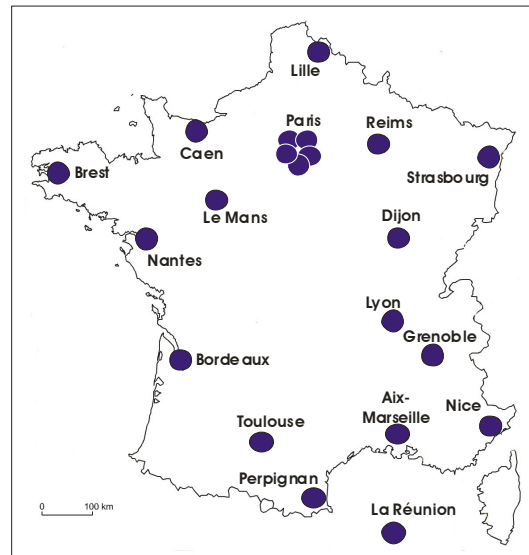 Lille
Paris
Reims
Caen
Strasbourg
Brest
Le Mans
Dijon
Nantes
Lyon
Grenoble
Bordeaux
Aix-
Marseille
Nice
Toulouse
Perpignan
La Réunion
0 100 km